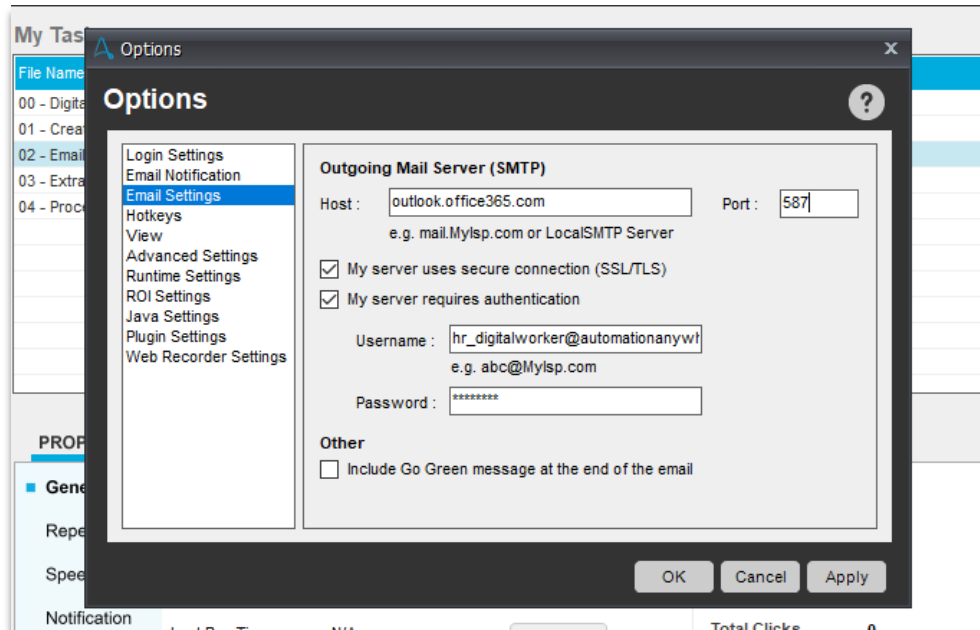 My Tas
Options
x
File Name
Options
?
00 - Digita
01 - Crea
02 - Email
03 - Extra
04 - Proce
Login Settings
Email Notification
Email Settings
Hotkeys
View
Advanced Settings
Runtime Settings
ROI Settings
Java Settings
Plugin Settings
Web Recorder Settings
Outgoing Mail Server (SMTP)
Host : outlook.office365.com Port : 587
e.g. mail.MyIsp.com or LocalSMTP Server
My server uses secure connection (SSL/TLS)
My server requires authentication
Username : hr_digitalworker@automationanywh
e.g. abc@MyIsp.com
Password : ********
Other
Include Go Green message at the end of the email
PROP
Gene
Repe
Spee
Notification
OK Cancel Apply
N/A
Total Clicks 0